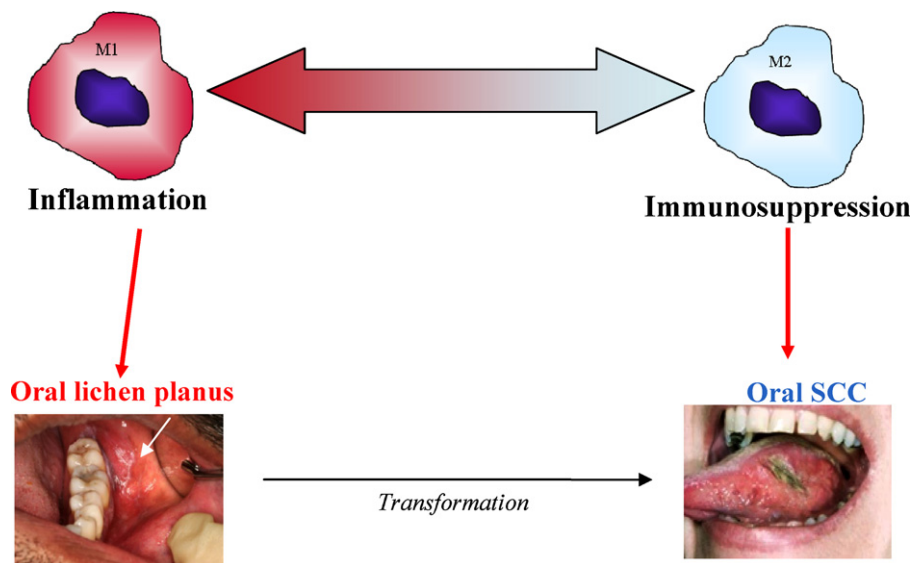 M1
M2
Inflammation
Immunosuppression
Oral lichen planus
Oral SCC
Transformation